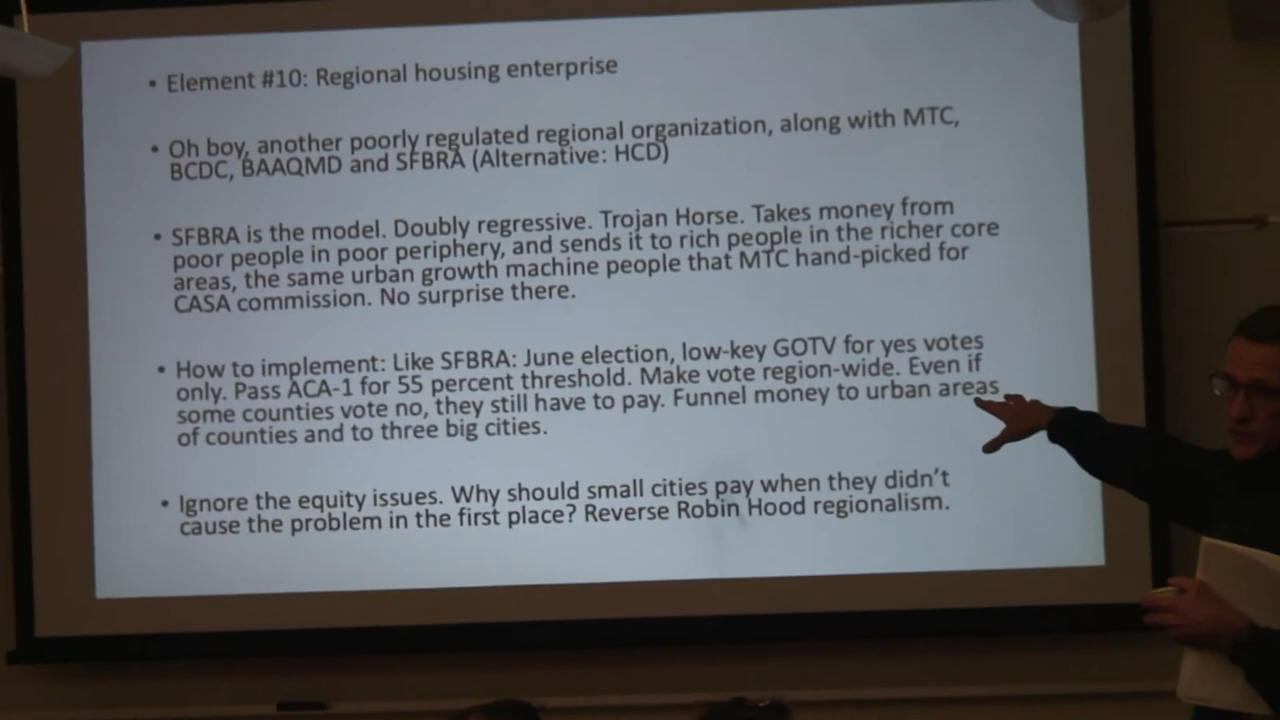 • Element #10: Regional housing enterprise
• Oh boy, another poorly regulated regional organization, along with MTC,
BCDC, BAAQMD and SFBRA (Alternative: HCD)
• SFBRA is the model. Doubly regressive. Trojan Horse. Takes money from
poor people in poor periphery, and sends it to rich people in the richer core
areas, the same urban growth machine people that MTC hand-picked for
CASA commission. No surprise there.
• How to implement: Like SFBRA: June election, low-key GOTV for yes votes
only. Pass ACA-1 for 55 percent threshold. Make vote region-wide. Even if
some counties vote no, they still have to pay. Funnel money to urban areas
of counties and to three big cities.
• Ignore the equity issues. Why should small cities pay when they didn't
cause the problem in the first place? Reverse Robin Hood regionalism.